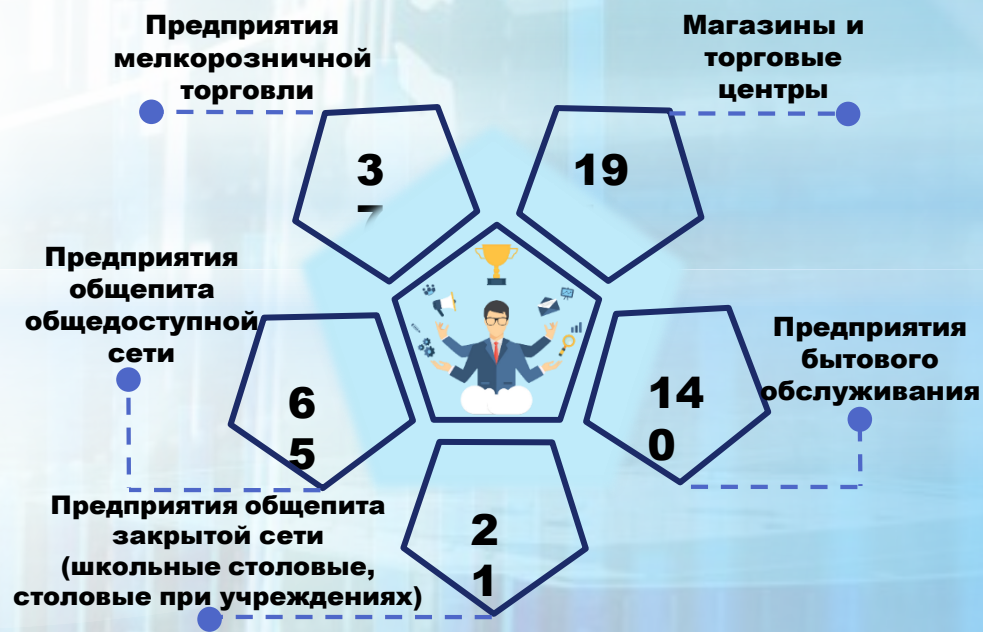 Предприятия
мелкорозничной
торговли
3
7
Магазины и
торговые
центры
19
Предприятия
общепита
общедоступной
сети
6
5
Предприятия
бытового
обслуживания
14
0
Предприятия общепита
закрытой сети
(школьные столовые,
столовые при учреждениях)
2
1